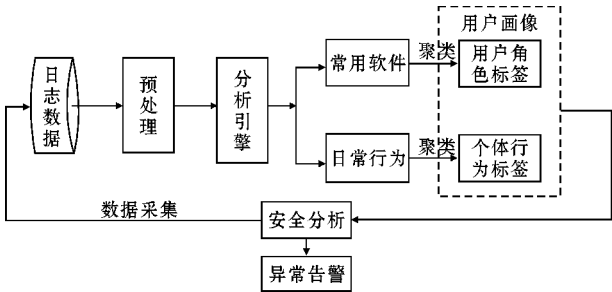 用户画像
日志数据
预处理
分析引擎
常用软件
聚类
用户角
色标签
日常行为
聚类
个体行
为标签
数据采集
安全分析
异常告警